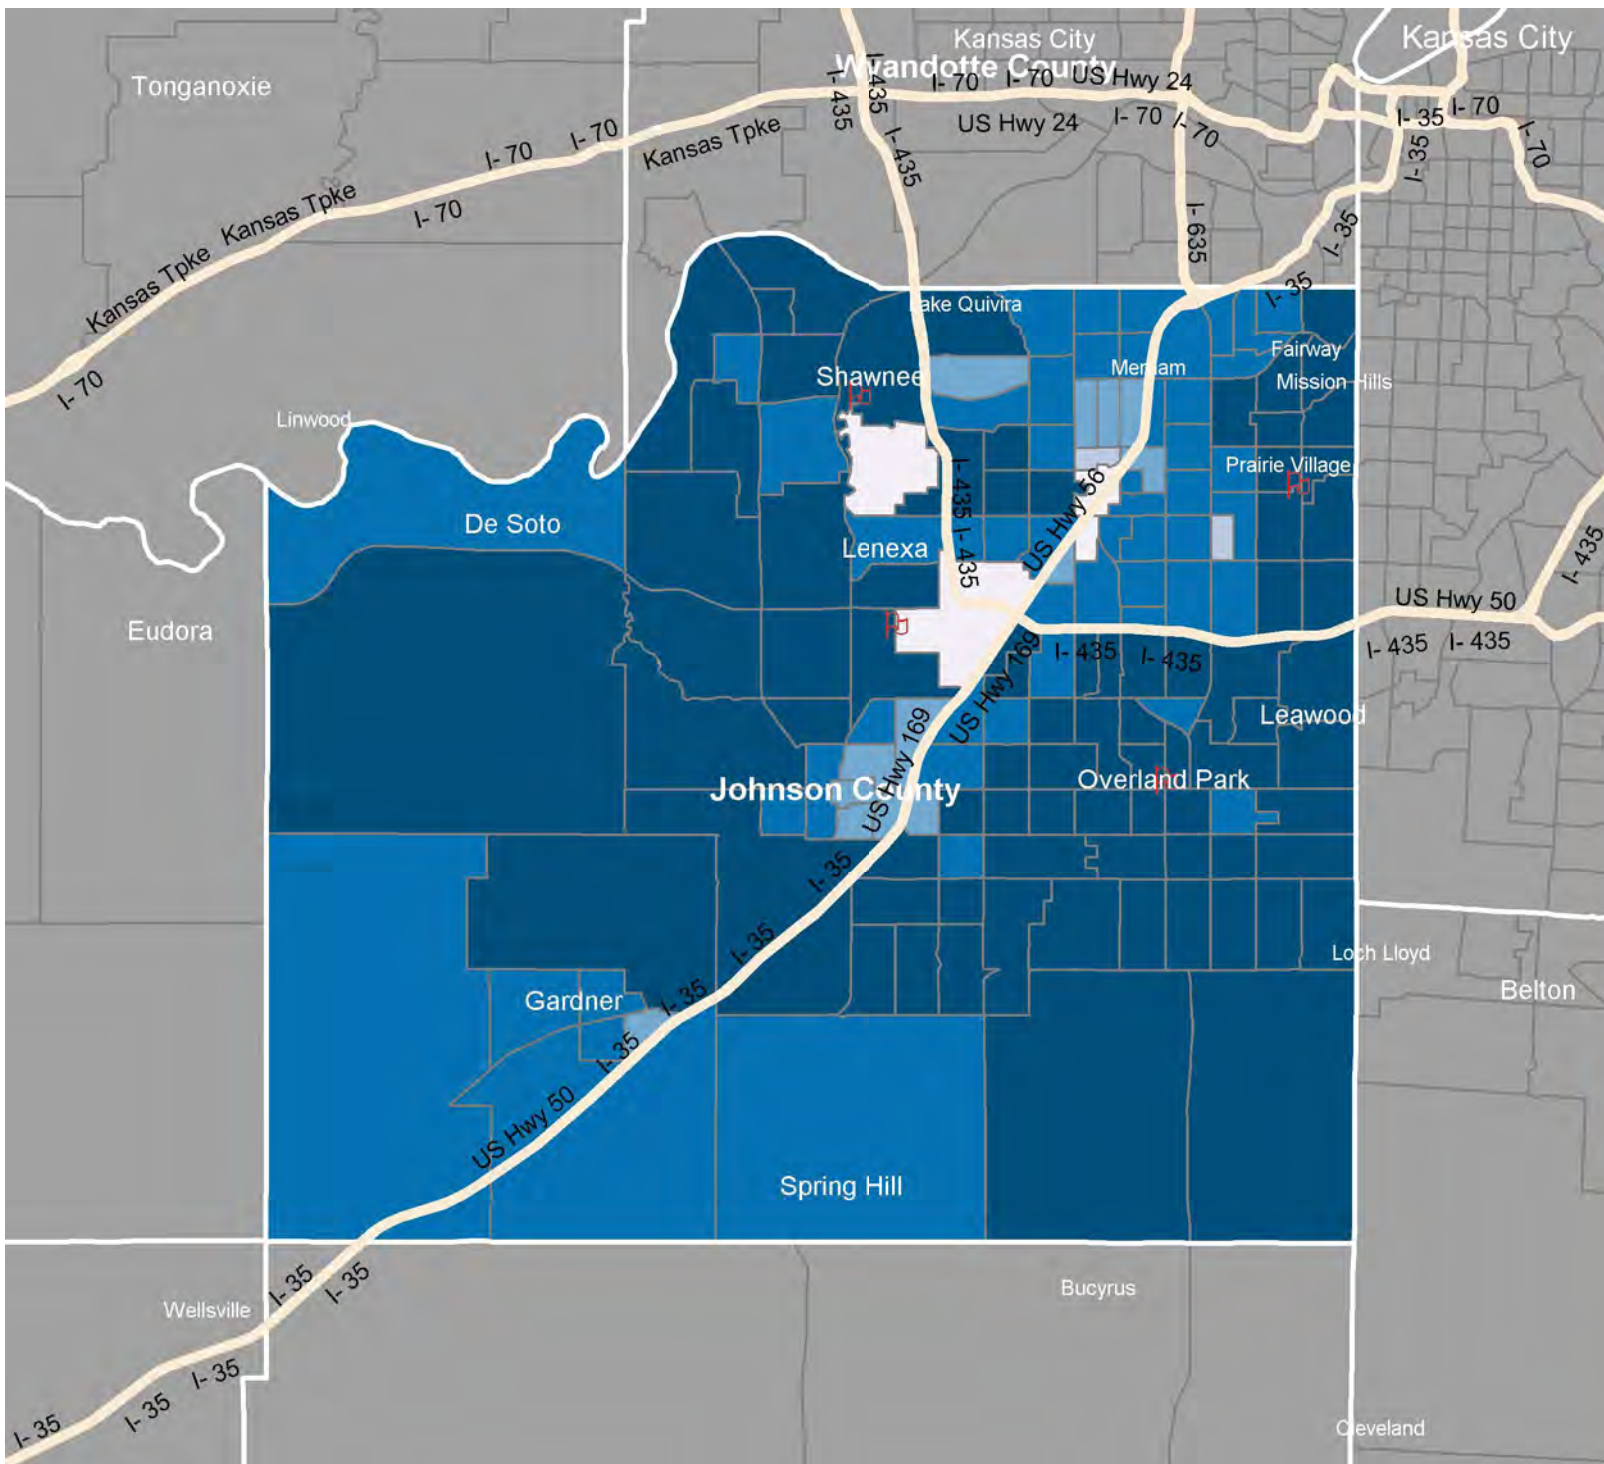 Kansas City
Kansas City
Wyandotte County
Tonganoxie
I- 435
I- 435
I- 70
I- 70
US Hwy 24
US Hwy 24
I- 70
I- 70
I- 35
I- 70
I- 70
I- 35
Kansas Tpke
I- 70
I- 70
I- 435
I- 70
Kansas Tpke
Kansas Tpke
I- 635
I- 35
I- 35
I- 70
Lake Quivira
Fairway
Merriam
Mission Hills
Shawnee
Linwood
Prairie Village
I- 435
US Hwy 56
De Soto
Lenexa
I- 435
I- 435
US Hwy 50
Eudora
I- 435
I- 435
I- 435
I- 435
US Hwy 169
US Hwy 169
Leawood
Overland Park
Johnson County
I- 35
I- 35
Loch Lloyd
Belton
Gardner
I- 35
I- 35
US Hwy 50
Spring Hill
I- 35
I- 35
Bucyrus
Wellsville
I- 35
I- 35
I- 35
Cleveland